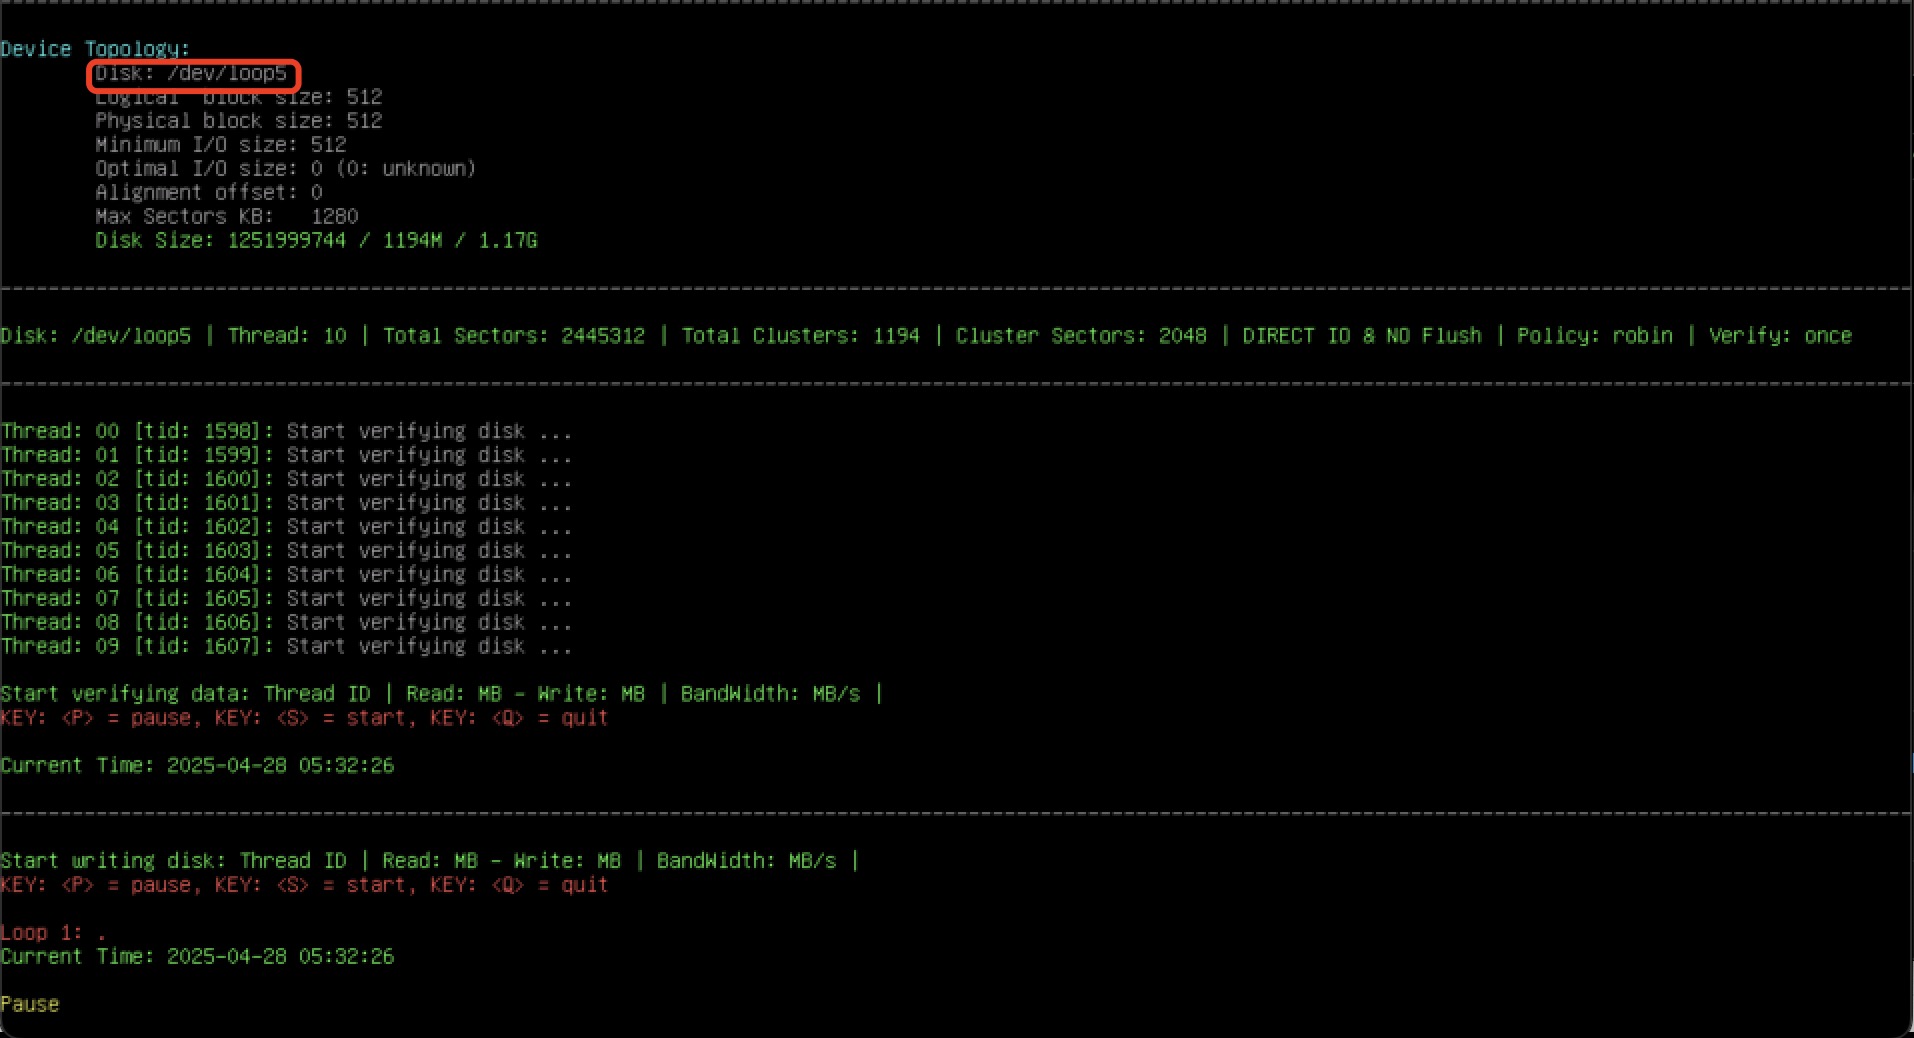 Device Topology:
Disk: /dev/loop5
Logical  block size: 512
Physical block size: 512
Minimum I/O size: 512
Optimal I/O size: 0 (0: unknown)
Alignment offset: 0
Max Sectors KB:   1280
Disk Size: 1251999744 / 1194M / 1.17G
Disk: /dev/loop5 | Thread: 10 | Total Sectors: 2445312 | Total Clusters: 1194 | Cluster Sectors: 2048 | DIRECT IO & NO Flush | Policy: robin | Verify: once
Thread: 00 [tid: 1598]: Start verifying disk ...
Thread: 01 [tid: 1599]: Start verifying disk ...
Thread: 02 [tid: 1600]: Start verifying disk ...
Thread: 03 [tid: 1601]: Start verifying disk ...
Thread: 04 [tid: 1602]: Start verifying disk ...
Thread: 05 [tid: 1603]: Start verifying disk ...
Thread: 06 [tid: 1604]: Start verifying disk ...
Thread: 07 [tid: 1605]: Start verifying disk ...
Thread: 08 [tid: 1606]: Start verifying disk ...
Thread: 09 [tid: 1607]: Start verifying disk ...
Start verifying data: Thread ID | Read: MB - Write: MB | BandWidth: MB/s |
KEY: <P> = pause, KEY: <S> = start, KEY: <Q> = quit
Current Time: 2025-04-28 05:32:26
Start writing disk: Thread ID | Read: MB - Write: MB | BandWidth: MB/s |
KEY: <P> = pause, KEY: <S> = start, KEY: <Q> = quit
Loop 1: .
Current Time: 2025-04-28 05:32:26
Pause